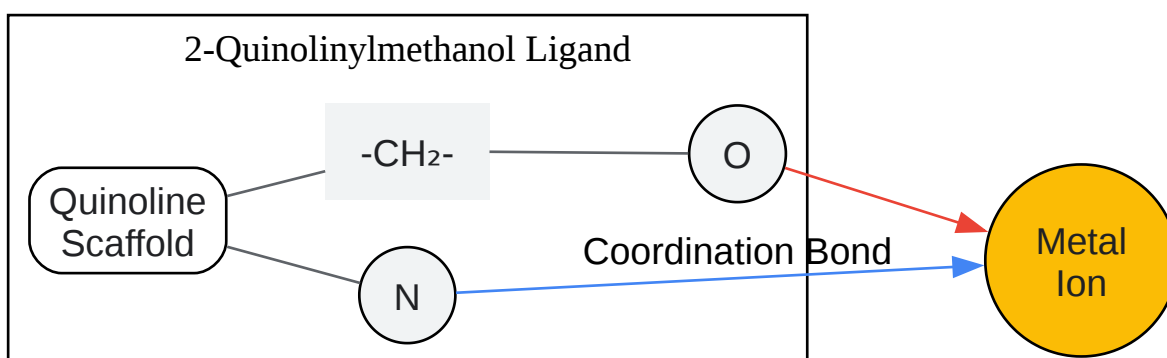 2-Quinolinylmethanol Ligand
-CH₂-
O
Quinoline
Scaffold
N
Coordination Bond
Metal
Ion